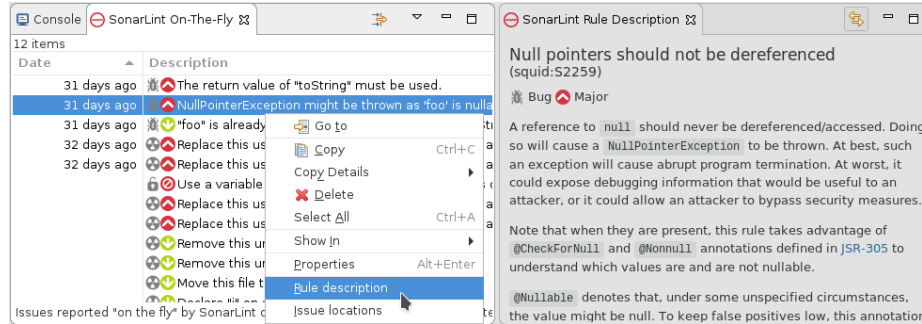 Console
SonarLint On-The-Fly
12 items
Date Description
31 days ago The return value of "toString" must be used.
31 days ago NullPointerException might be thrown as 'foo' is nulla
31 days ago "foo" is already
32 days ago Replace this us
32 days ago Replace this us
Use a variable
Replace this us
Replace this us
Remove this ur
Remove this ur
Move this file t
Issues reported "on the fly" by SonarLint
Go to
Copy Ctrl+C
Copy Details
Delete
Select All Ctrl+A
Show In
Properties Alt+Enter
Rule description
Issue locations
SonarLint Rule Description
Null pointers should not be dereferenced
(squid:S2259)
Bug Major
A reference to null should never be dereferenced/accessed. Doing
so will cause a NullPointerException to be thrown. At best, such
an exception will cause abrupt program termination. At worst, it
could expose debugging information that would be useful to an
attacker, or it could allow an attacker to bypass security measures.
Note that when they are present, this rule takes advantage of
@CheckForNull and @Nonnull annotations defined in JSR-305 to
understand which values are and are not nullable.
@Nullable denotes that, under some unspecified circumstances,
the value might be null. To keep false positives low, this annotation